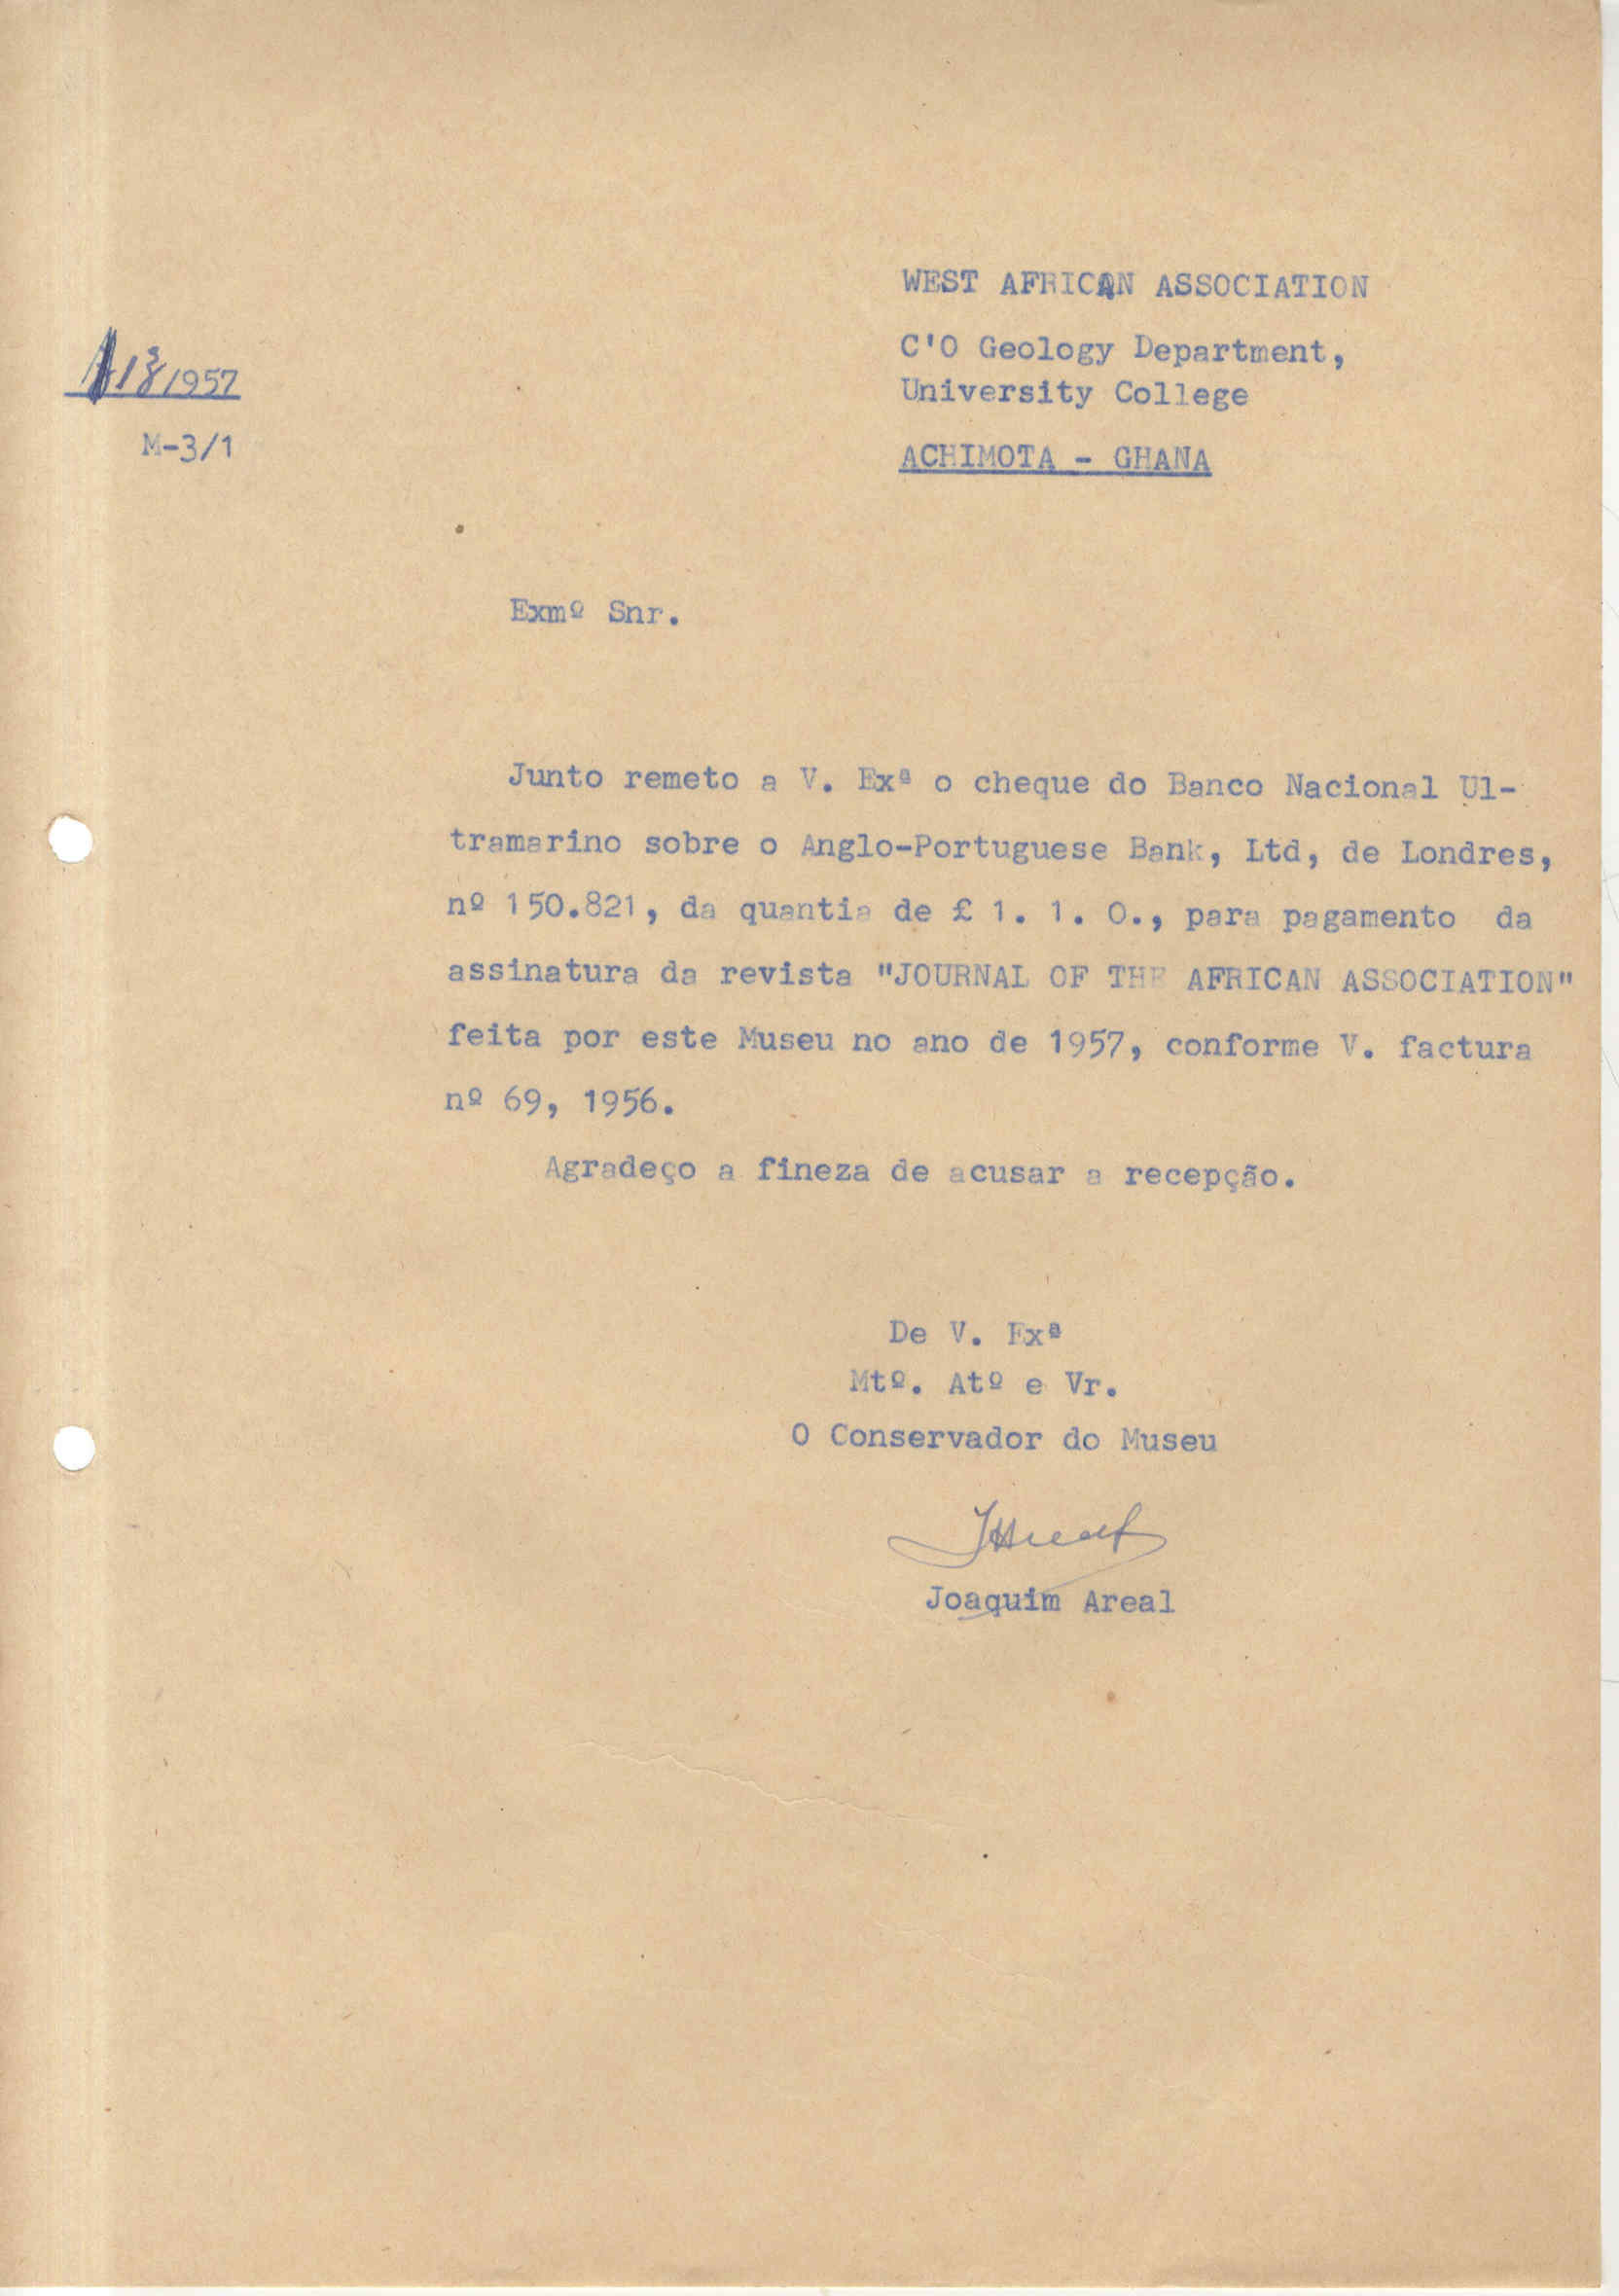 WEST AFRICAN ASSOCIATION
C'O Geology Department,
University College
ACHIMOTA - GHANA
/1957
M-3/1
Exmº Snr.
Junto remeto a V. Exª o cheque do Banco Nacional Ul-
tramarino sobre o Anglo-Portuguese Bank, Ltd, de Londres,
nº 150.821, da quantia de £ 1. 1. 0., para pagamento da
assinatura da revista "JOURNAL OF THE AFRICAN ASSOCIATION"
feita por este Museu no ano de 1957, conforme V. factura
nº 69, 1956.
Agradeço a fineza de acusar a recepção.
De V. Exª
Mtº. Atº e Vr.
O Conservador do Museu
Joaquim Areal